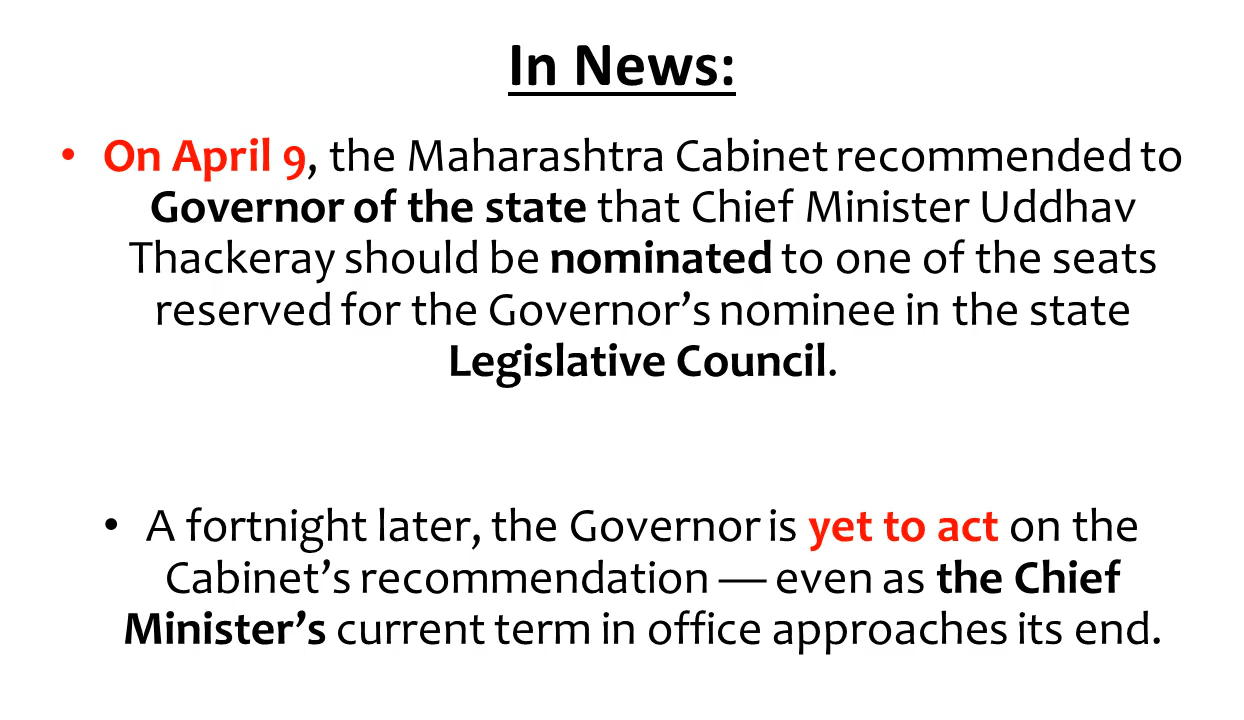 In News:
• On April 9, the Maharashtra Cabinet recommended to
Governor of the state that Chief Minister Uddhav
Thackeray should be nominated to one of the seats
reserved for the Governor’s nominee in the state
Legislative Council.
• A fortnight later, the Governor is yet to act on the
Cabinet’s recommendation — even as the Chief
Minister’s current term in office approaches its end.